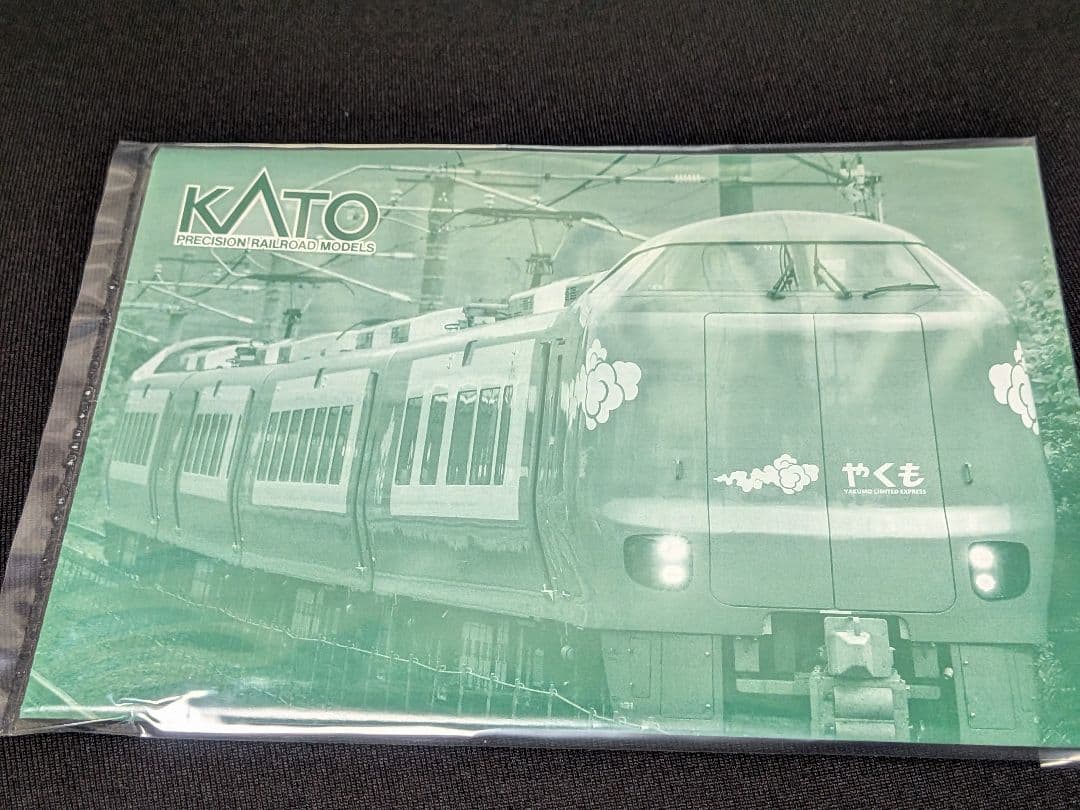 KATO
PRECISION RAILROAD MODELS
やくも
YAKUMO LIMITED EXPRESS